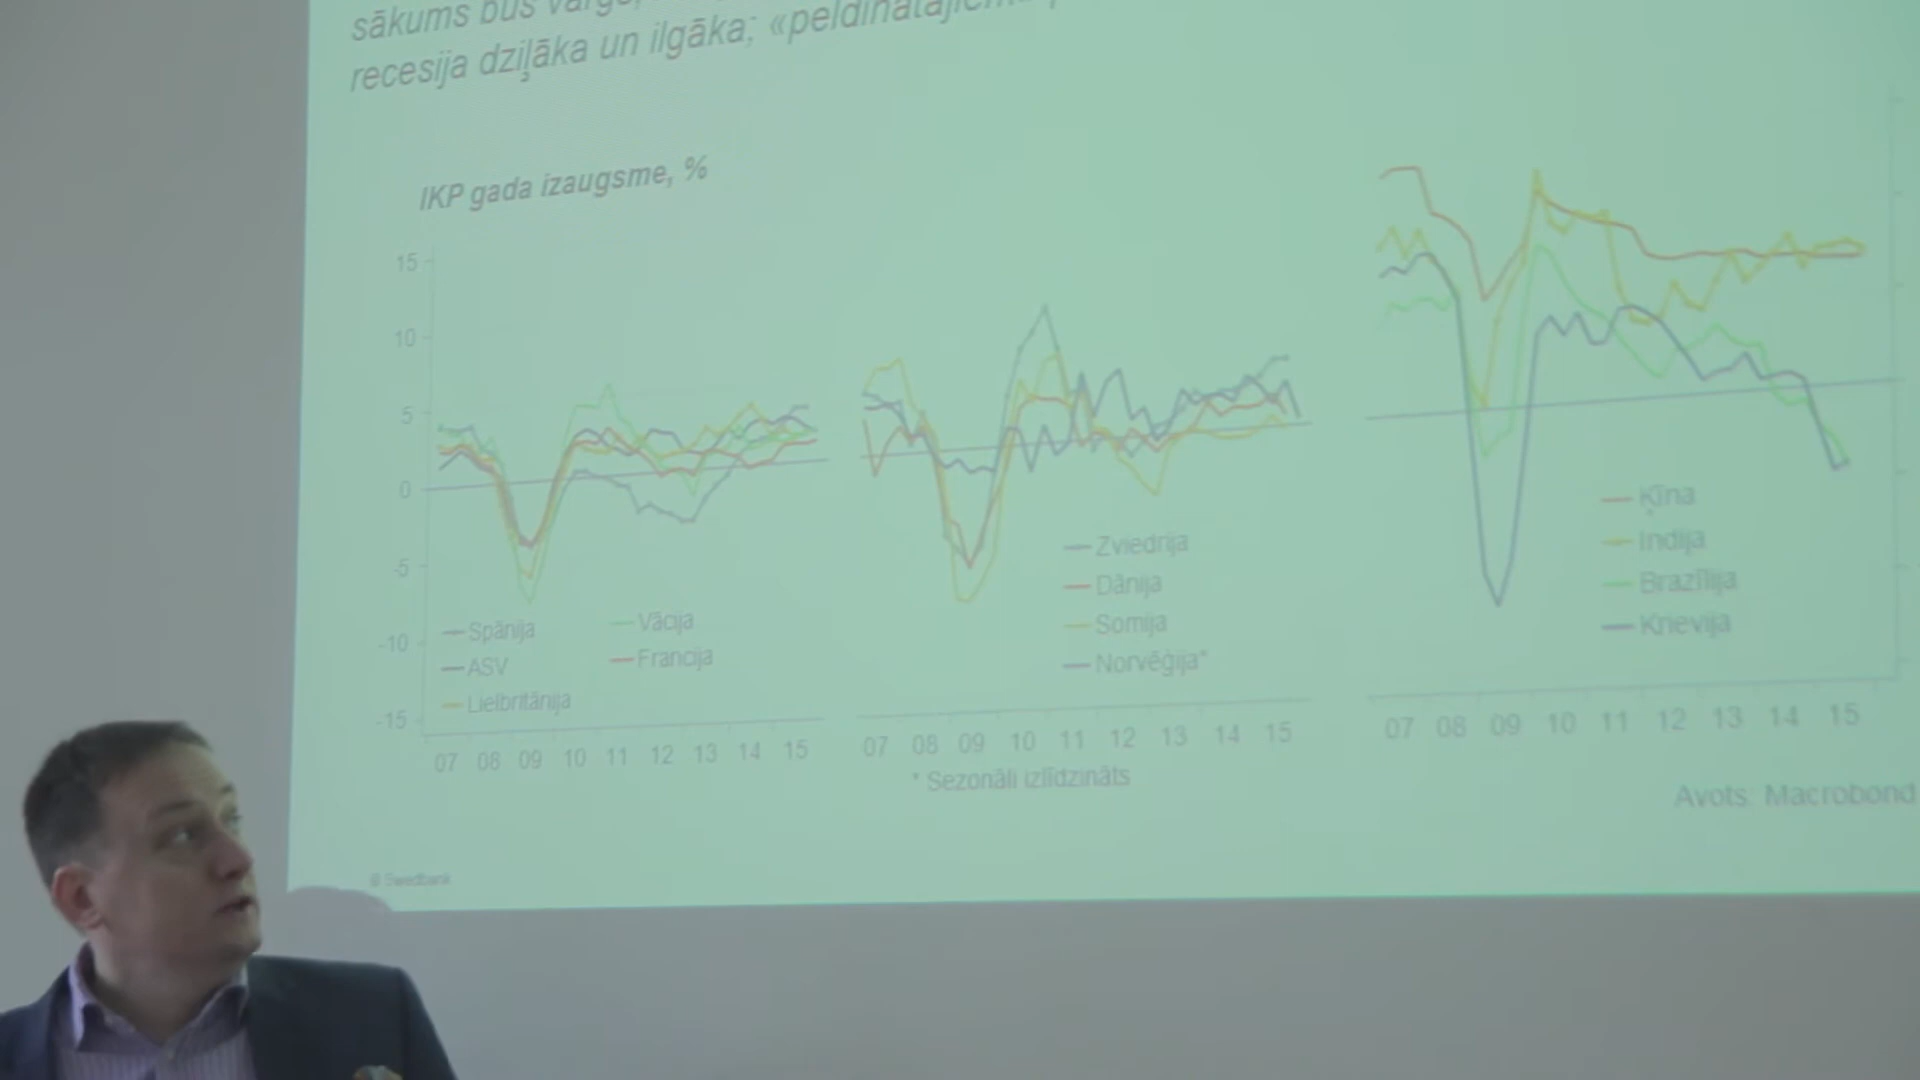 sākums būs vārgs,
recesija dziļāka un ilgāka; «peldinātājiem»
IKP gada izaugsme, %
15
10
5
0
-5
-10
-15
Spānija
ASV
Lielbritānija
Vācija
Francija
07 08 09 10 11 12 13 14 15
Zviedrija
Dānija
Somija
Norvēģija*
07 08 09 10 11 12 13 14 15
* Sezonāli izlīdzināts
Ķīna
Indija
Brazīlija
Krievija
07 08 09 10 11 12 13 14 15
Avots: Macrobond
© Swedbank